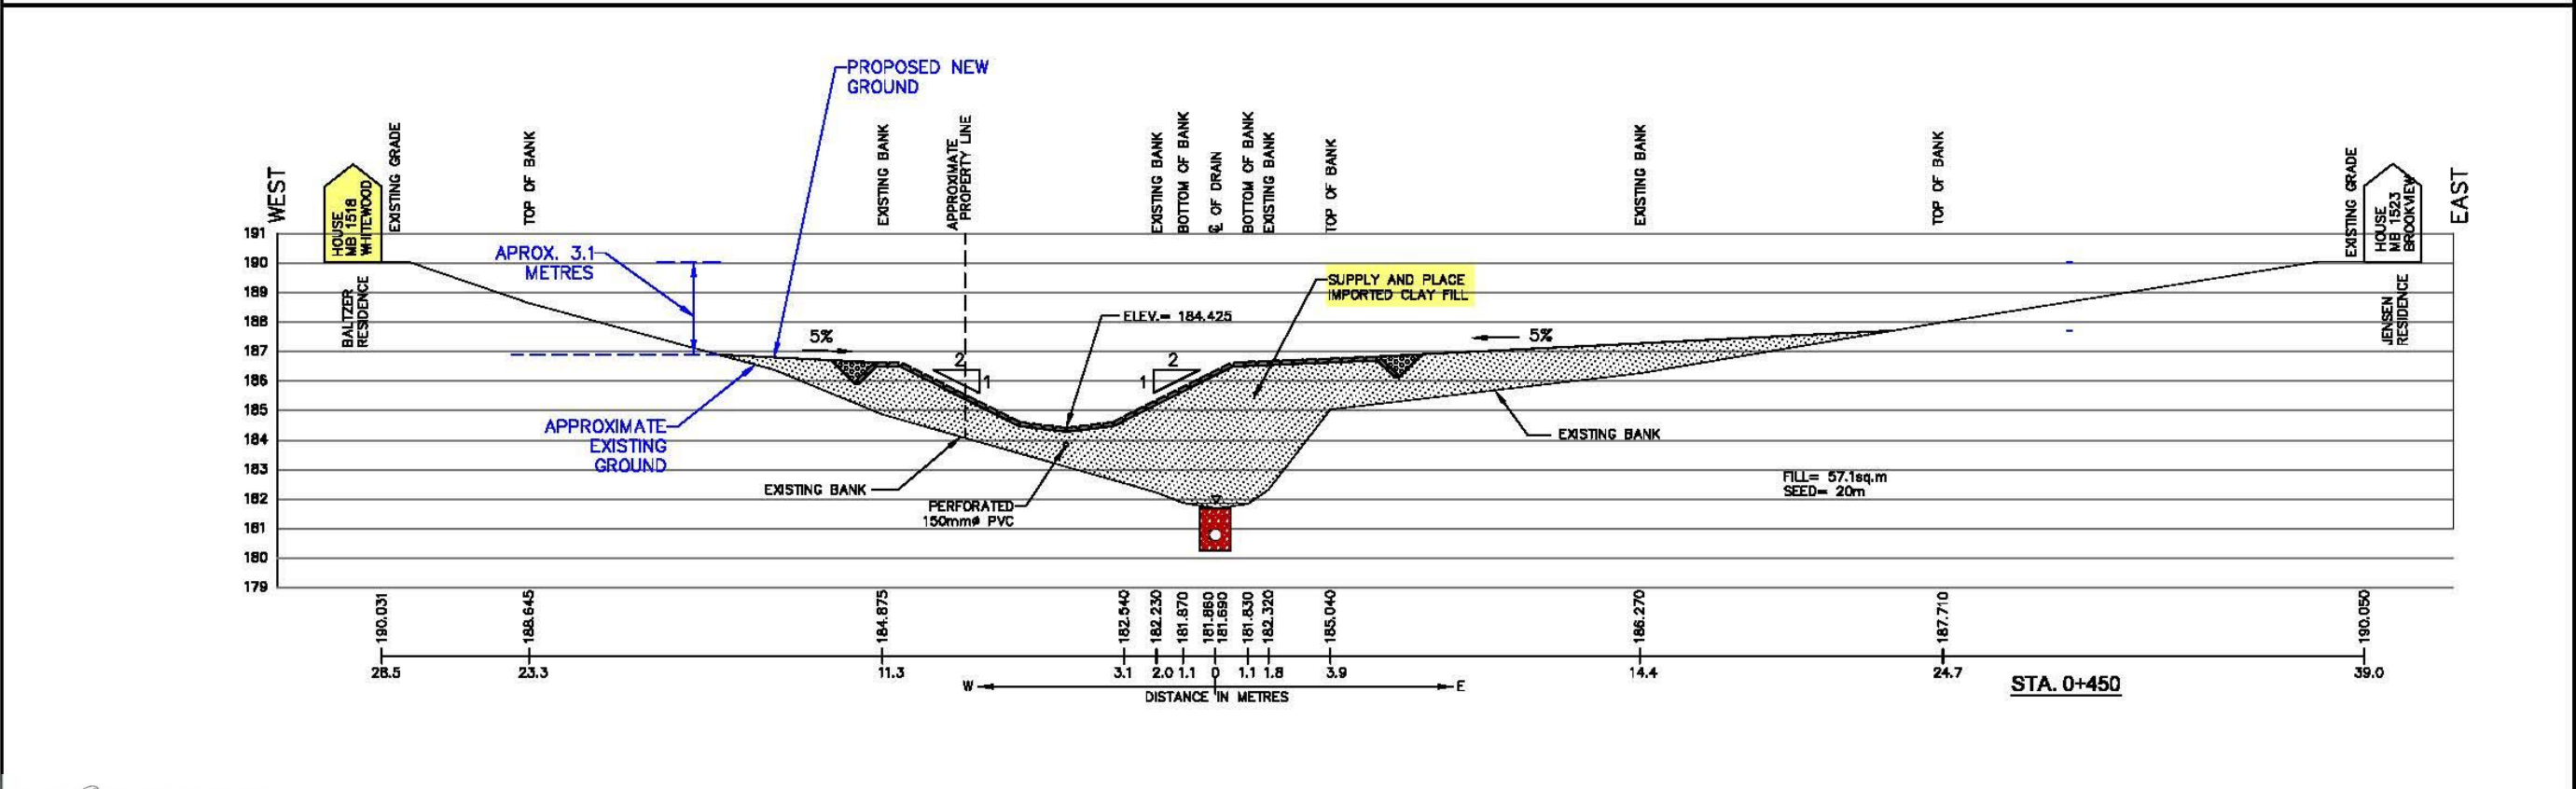 PROPOSED NEW
GROUND
WEST
HOUSE
MB 1518
WHITEWOOD
EXISTING GRADE
TOP OF BANK
EXISTING BANK
APPROXIMATE
PROPERTY LINE
EXISTING BANK
BOTTOM OF BANK
℄ OF DRAIN
BOTTOM OF BANK
EXISTING BANK
TOP OF BANK
EXISTING BANK
TOP OF BANK
EXISTING GRADE
HOUSE
MB 1523
BROOKVIEW
EAST
191
190
189
188
187
186
185
184
183
182
181
180
179
BALTZER
RESIDENCE
APROX. 3.1
METRES
SUPPLY AND PLACE
IMPORTED CLAY FILL
JENSEN
RESIDENCE
ELEV.= 184.425
5%
5%
2
1
2
1
APPROXIMATE
EXISTING
GROUND
EXISTING BANK
EXISTING BANK
PERFORATED
150mmø PVC
FILL= 57.1sq.m
SEED= 20m
190.031
188.645
184.875
182.540
182.230
181.870
181.860
181.690
181.830
182.320
185.040
186.270
187.710
190.050
28.5
23.3
11.3
3.1
2.0
1.1
0
1.1
1.8
3.9
14.4
24.7
39.0
W
E
DISTANCE IN METRES
STA. 0+450